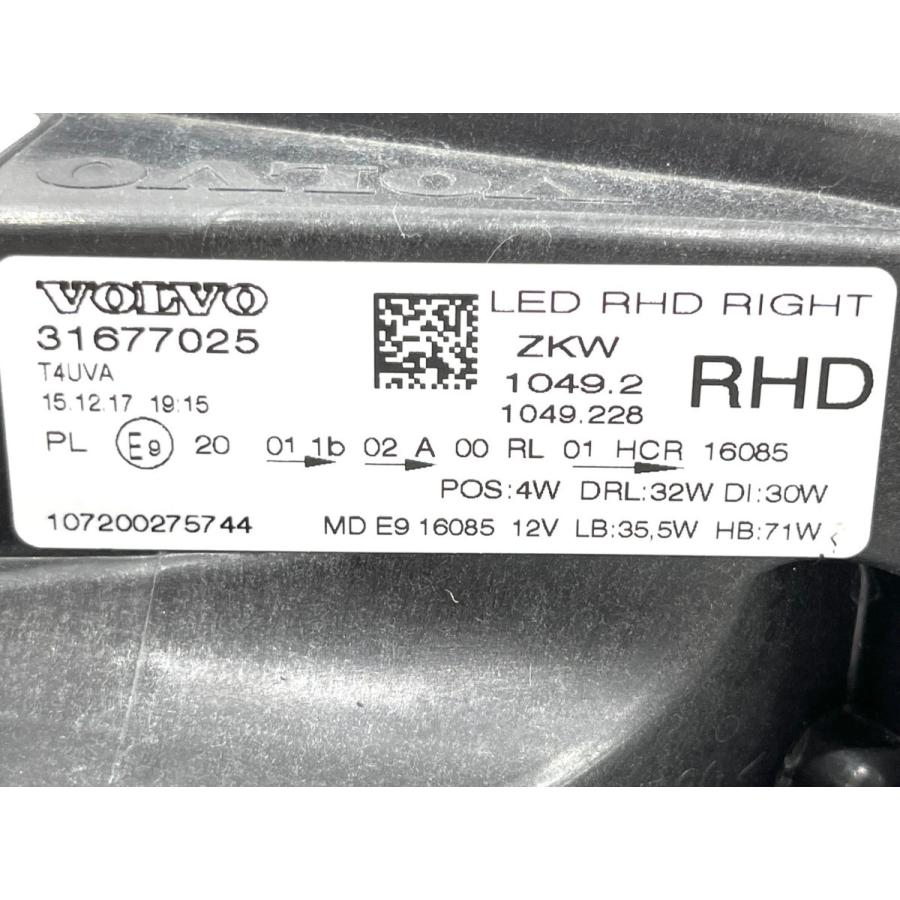 VOLVO
VOLVO
31677025
T4UVA
15.12.17 19:15
LED RHD RIGHT
ZKW
1049.2
1049.228
RHD
PL E9 20 01 1b 02 A 00 RL 01 HCR 16085
POS:4W DRL:32W DI:30W
107200275744 MD E9 16085 12V LB:35,5W HB:71W